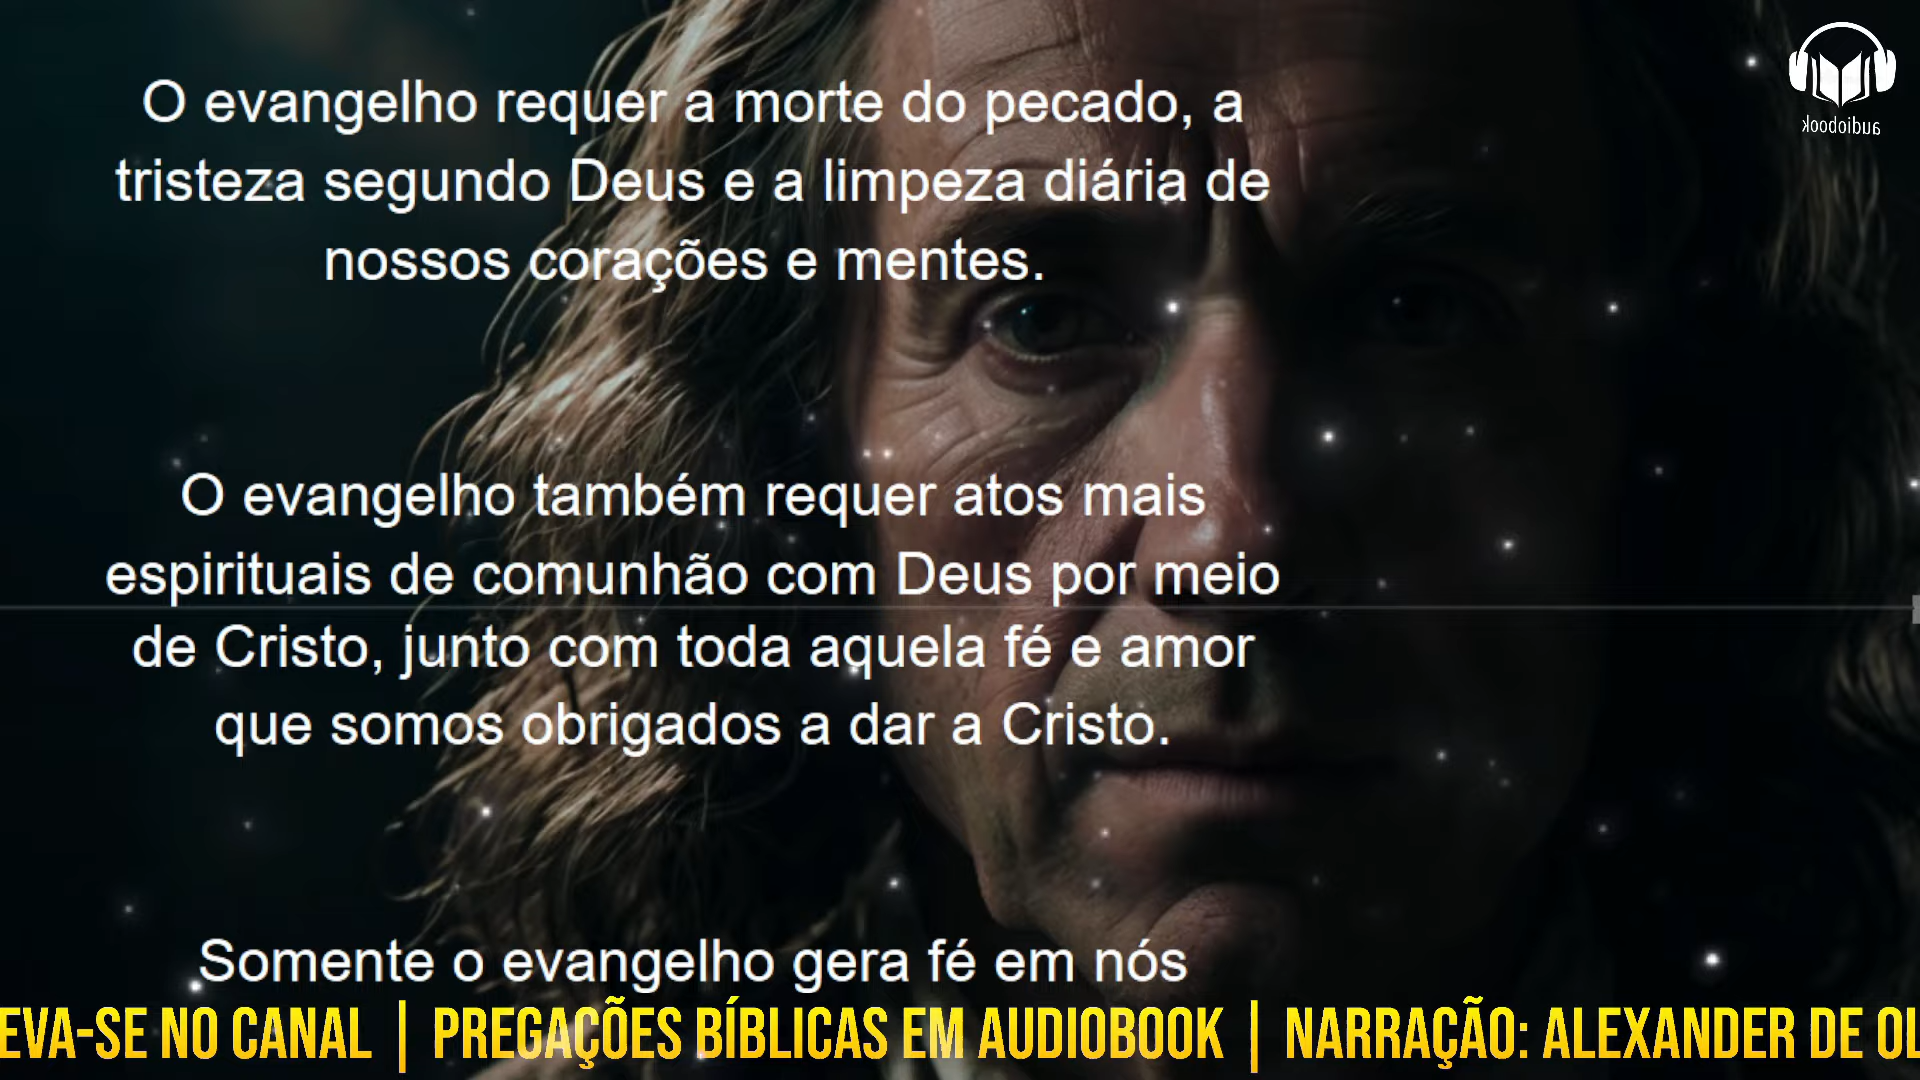 audiobook
O evangelho requer a morte do pecado, a
tristeza segundo Deus e a limpeza diária de
nossos corações e mentes.
O evangelho também requer atos mais
espirituais de comunhão com Deus por meio
de Cristo, junto com toda aquela fé e amor
que somos obrigados a dar a Cristo.
Somente o evangelho gera fé em nós
EVA-SE NO CANAL | PREGAÇÕES BÍBLICAS EM AUDIOBOOK | NARRAÇÃO: ALEXANDER DE OL